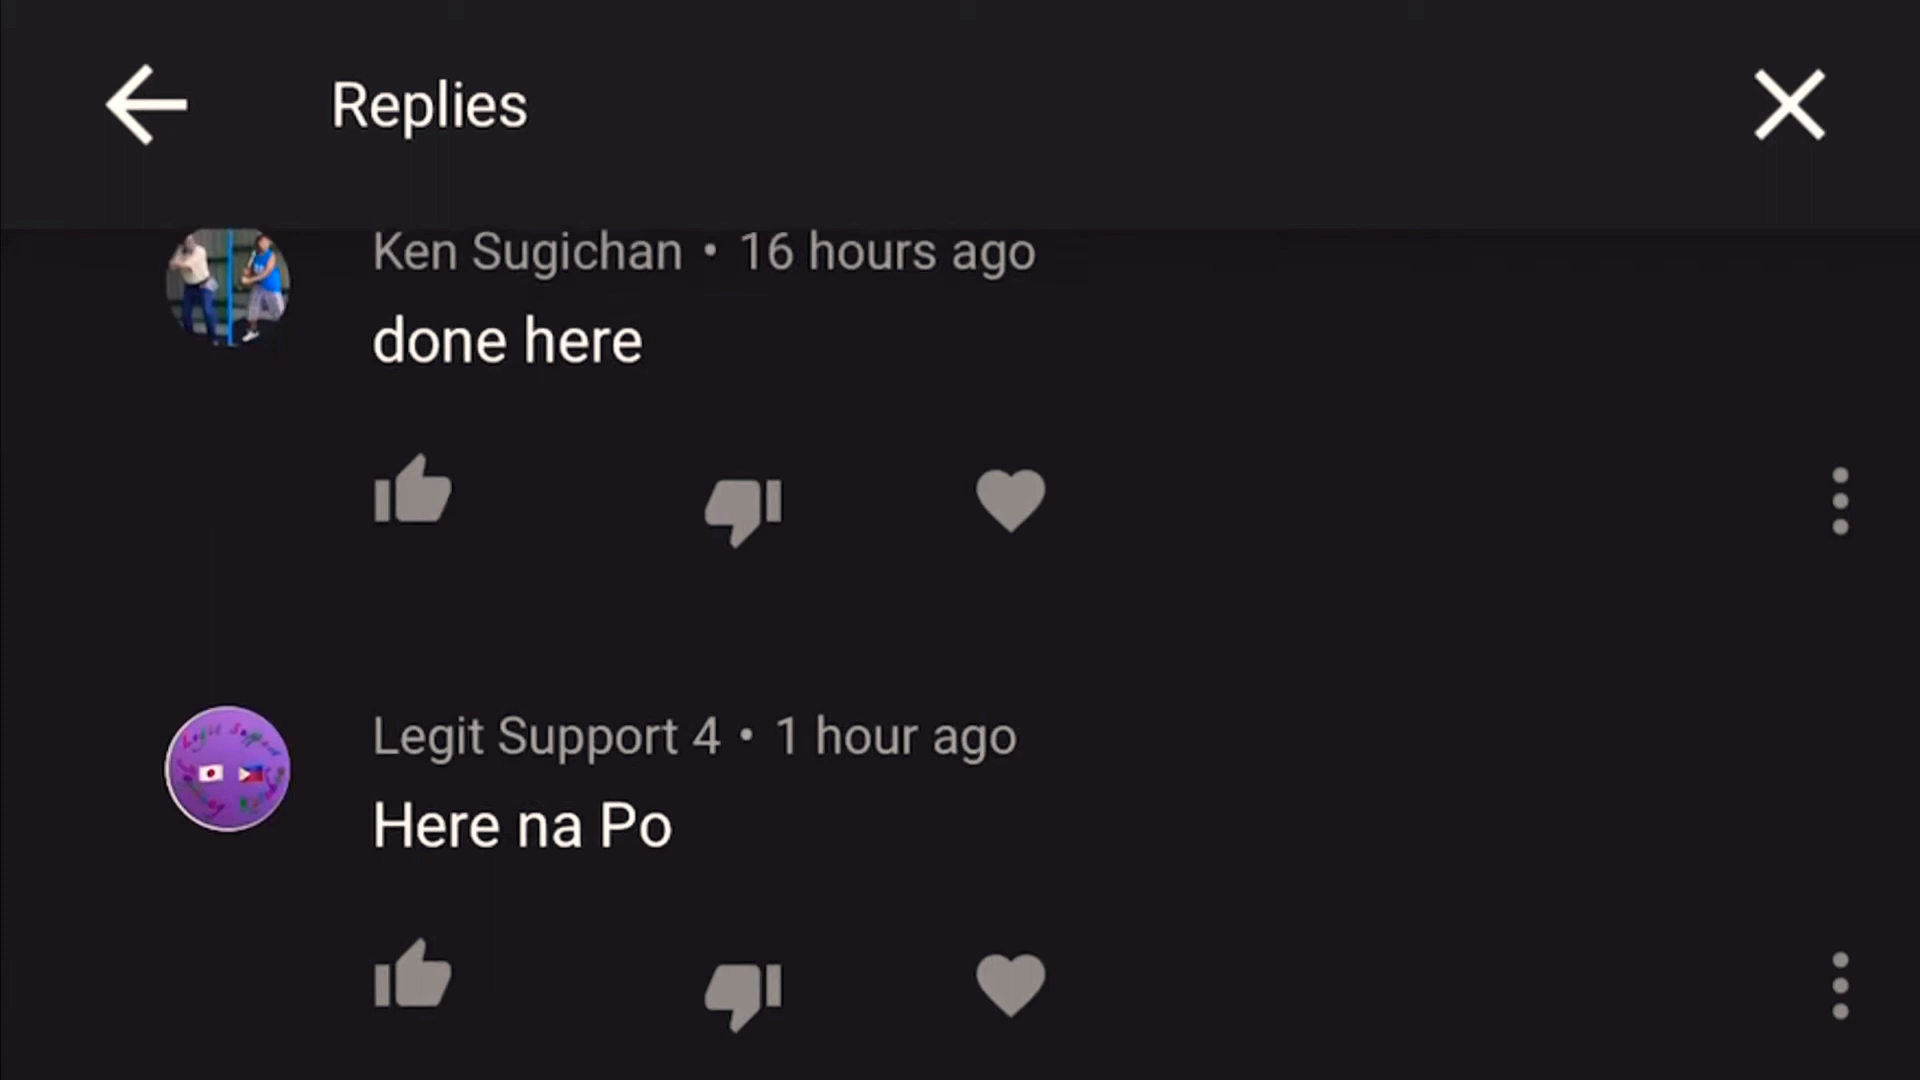 Replies
Ken Sugichan • 16 hours ago
done here
Legit Support 4 • 1 hour ago
Here na Po